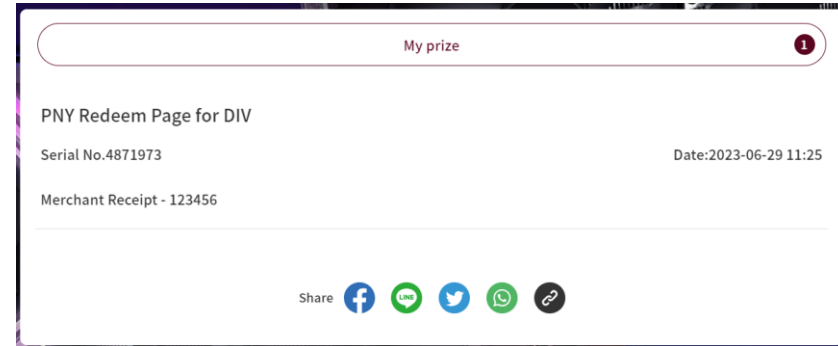 My prize 1
PNY Redeem Page for DIV
Serial No.4871973 Date:2023-06-29 11:25
Merchant Receipt - 123456
Share LINE